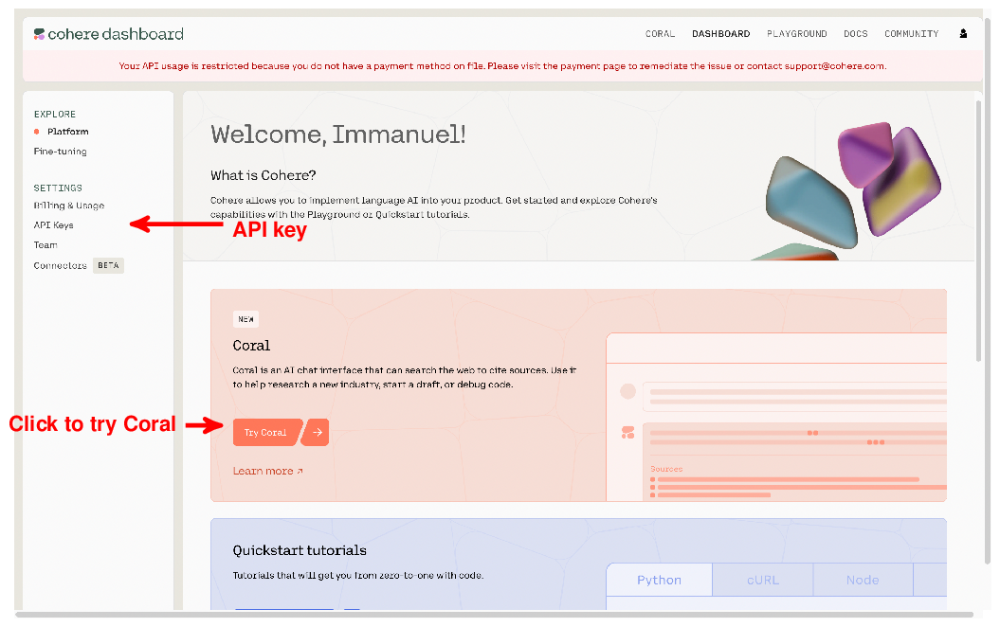 cohere dashboard
CORAL DASHBOARD PLAYGROUND DOCS COMMUNITY
Your API usage is restricted because you do not have a payment method on file. Please visit the payment page to remediate the issue or contact support@cohere.com.
EXPLORE
Platform
Fine-tuning
SETTINGS
Billing & Usage
API Keys
Team
Connectors BETA
API key
Welcome, Immanuel!
What is Cohere?
Cohere allows you to implement language AI into your product. Get started and explore Cohere's
capabilities with the Playground or Quickstart tutorials.
NEW
Coral
Coral is an AI chat interface that can search the web to cite sources. Use it
to help research a new industry, start a draft, or debug code.
Click to try Coral
Try Coral →
Learn more ↗
Sources
Quickstart tutorials
Tutorials that will get you from zero-to-one with code.
Python cURL Node